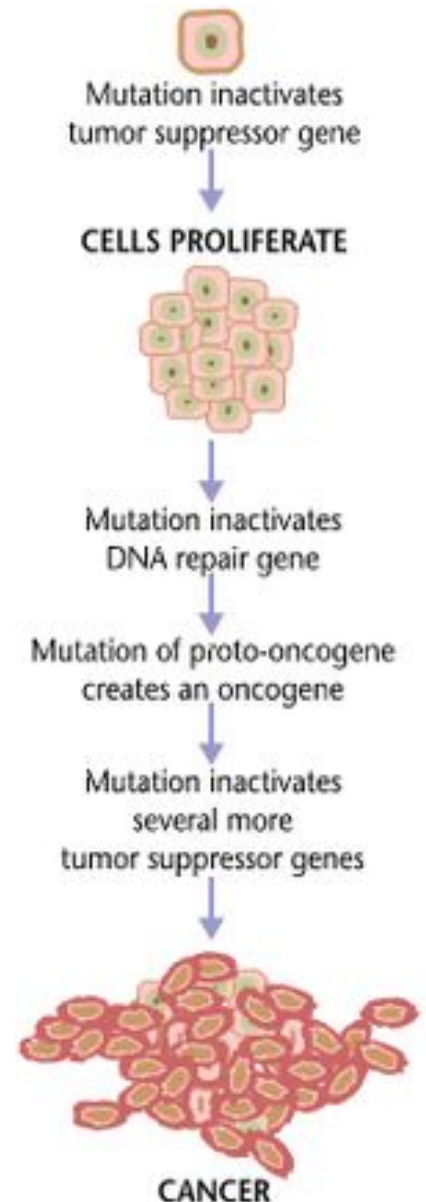 Mutation inactivates
tumor suppressor gene
CELLS PROLIFERATE
Mutation inactivates
DNA repair gene
Mutation of proto-oncogene
creates an oncogene
Mutation inactivates
several more
tumor suppressor genes
CANCER